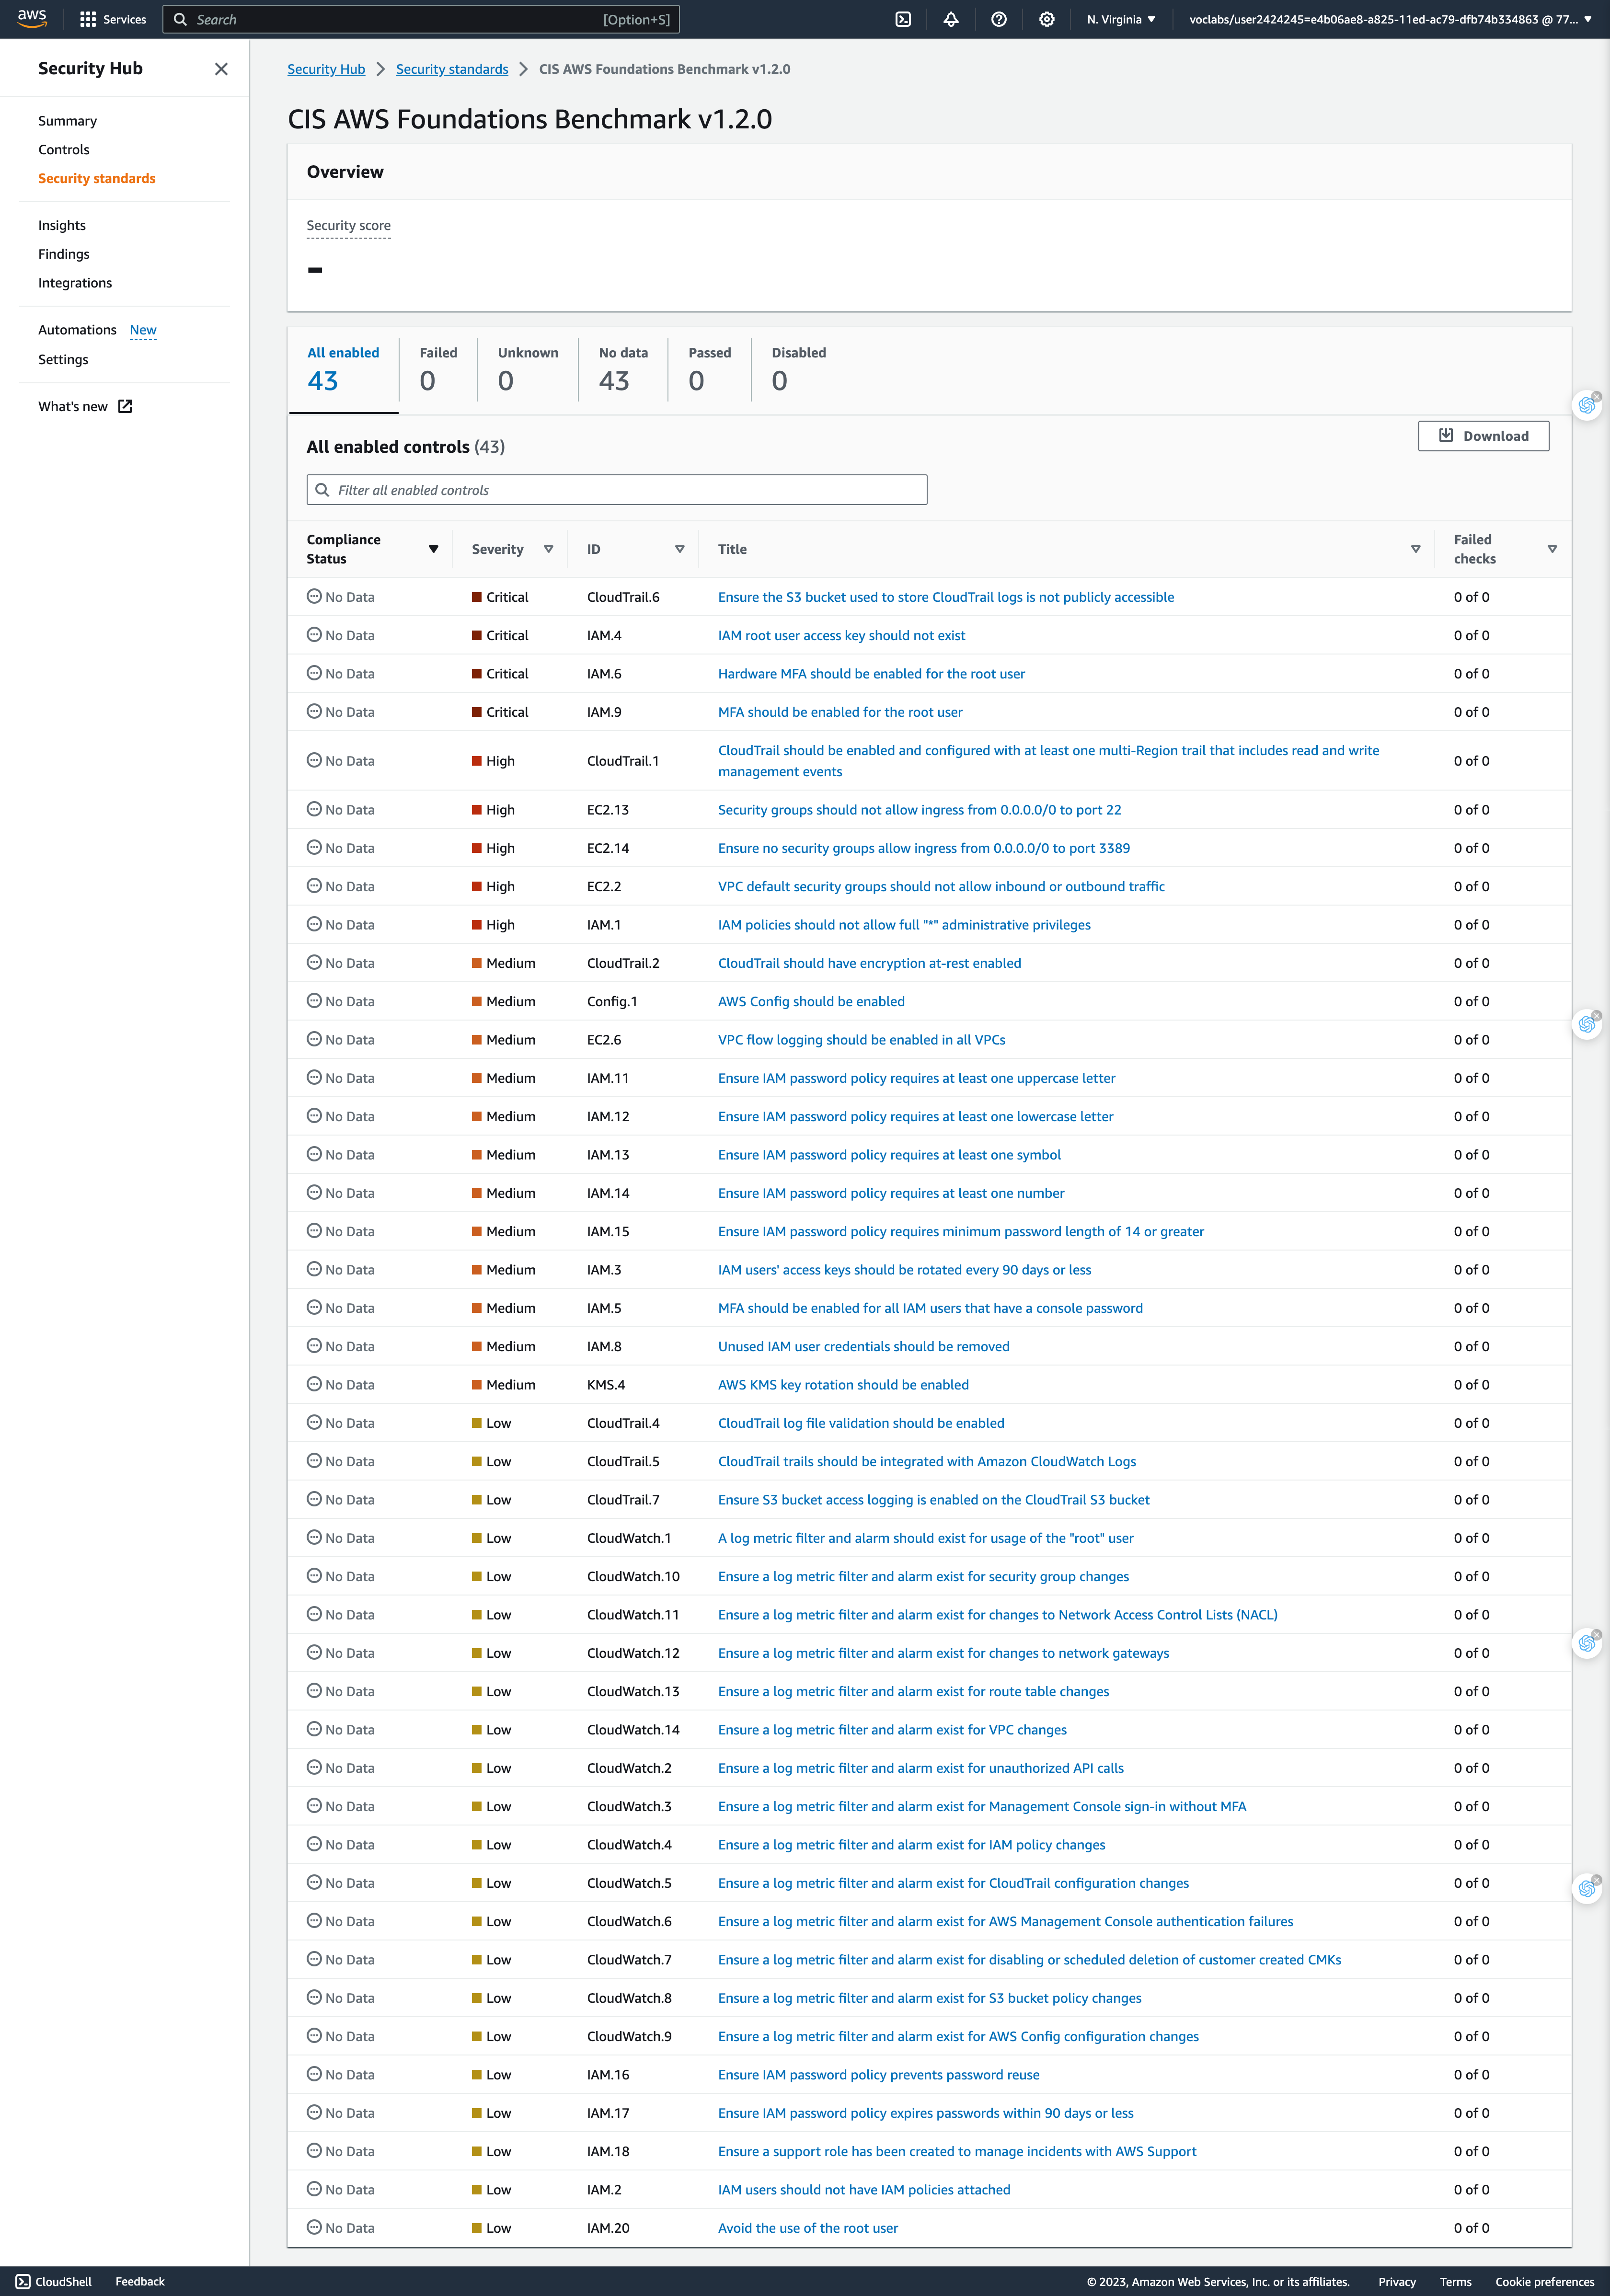 aws
Services
Search [Option+S]
N. Virginia
voclabs/user2424245=e4b06ae8-a825-11ed-ac79-dfb74b334863 @ 77...
Security Hub
Summary
Controls
Security standards
Insights
Findings
Integrations
Automations New
Settings
What's new
Security Hub
Security standards
CIS AWS Foundations Benchmark v1.2.0
CIS AWS Foundations Benchmark v1.2.0
Overview
Security score
-
All enabled
43
Failed
0
Unknown
0
No data
43
Passed
0
Disabled
0
All enabled controls (43)
Download
Filter all enabled controls
Compliance Status Severity ID Title Failed checks
No Data Critical CloudTrail.6 Ensure the S3 bucket used to store CloudTrail logs is not publicly accessible 0 of 0
No Data Critical IAM.4 IAM root user access key should not exist 0 of 0
No Data Critical IAM.6 Hardware MFA should be enabled for the root user 0 of 0
No Data Critical IAM.9 MFA should be enabled for the root user 0 of 0
No Data High CloudTrail.1 CloudTrail should be enabled and configured with at least one multi-Region trail that includes read and write management events 0 of 0
No Data High EC2.13 Security groups should not allow ingress from 0.0.0.0/0 to port 22 0 of 0
No Data High EC2.14 Ensure no security groups allow ingress from 0.0.0.0/0 to port 3389 0 of 0
No Data High EC2.2 VPC default security groups should not allow inbound or outbound traffic 0 of 0
No Data High IAM.1 IAM policies should not allow full "*" administrative privileges 0 of 0
No Data Medium CloudTrail.2 CloudTrail should have encryption at-rest enabled 0 of 0
No Data Medium Config.1 AWS Config should be enabled 0 of 0
No Data Medium EC2.6 VPC flow logging should be enabled in all VPCs 0 of 0
No Data Medium IAM.11 Ensure IAM password policy requires at least one uppercase letter 0 of 0
No Data Medium IAM.12 Ensure IAM password policy requires at least one lowercase letter 0 of 0
No Data Medium IAM.13 Ensure IAM password policy requires at least one symbol 0 of 0
No Data Medium IAM.14 Ensure IAM password policy requires at least one number 0 of 0
No Data Medium IAM.15 Ensure IAM password policy requires minimum password length of 14 or greater 0 of 0
No Data Medium IAM.3 IAM users' access keys should be rotated every 90 days or less 0 of 0
No Data Medium IAM.5 MFA should be enabled for all IAM users that have a console password 0 of 0
No Data Medium IAM.8 Unused IAM user credentials should be removed 0 of 0
No Data Medium KMS.4 AWS KMS key rotation should be enabled 0 of 0
No Data Low CloudTrail.4 CloudTrail log file validation should be enabled 0 of 0
No Data Low CloudTrail.5 CloudTrail trails should be integrated with Amazon CloudWatch Logs 0 of 0
No Data Low CloudTrail.7 Ensure S3 bucket access logging is enabled on the CloudTrail S3 bucket 0 of 0
No Data Low CloudWatch.1 A log metric filter and alarm should exist for usage of the "root" user 0 of 0
No Data Low CloudWatch.10 Ensure a log metric filter and alarm exist for security group changes 0 of 0
No Data Low CloudWatch.11 Ensure a log metric filter and alarm exist for changes to Network Access Control Lists (NACL) 0 of 0
No Data Low CloudWatch.12 Ensure a log metric filter and alarm exist for changes to network gateways 0 of 0
No Data Low CloudWatch.13 Ensure a log metric filter and alarm exist for route table changes 0 of 0
No Data Low CloudWatch.14 Ensure a log metric filter and alarm exist for VPC changes 0 of 0
No Data Low CloudWatch.2 Ensure a log metric filter and alarm exist for unauthorized API calls 0 of 0
No Data Low CloudWatch.3 Ensure a log metric filter and alarm exist for Management Console sign-in without MFA 0 of 0
No Data Low CloudWatch.4 Ensure a log metric filter and alarm exist for IAM policy changes 0 of 0
No Data Low CloudWatch.5 Ensure a log metric filter and alarm exist for CloudTrail configuration changes 0 of 0
No Data Low CloudWatch.6 Ensure a log metric filter and alarm exist for AWS Management Console authentication failures 0 of 0
No Data Low CloudWatch.7 Ensure a log metric filter and alarm exist for disabling or scheduled deletion of customer created CMKs 0 of 0
No Data Low CloudWatch.8 Ensure a log metric filter and alarm exist for S3 bucket policy changes 0 of 0
No Data Low CloudWatch.9 Ensure a log metric filter and alarm exist for AWS Config configuration changes 0 of 0
No Data Low IAM.16 Ensure IAM password policy prevents password reuse 0 of 0
No Data Low IAM.17 Ensure IAM password policy expires passwords within 90 days or less 0 of 0
No Data Low IAM.18 Ensure a support role has been created to manage incidents with AWS Support 0 of 0
No Data Low IAM.2 IAM users should not have IAM policies attached 0 of 0
No Data Low IAM.20 Avoid the use of the root user 0 of 0
CloudShell Feedback © 2023, Amazon Web Services, Inc. or its affiliates. Privacy Terms Cookie preferences